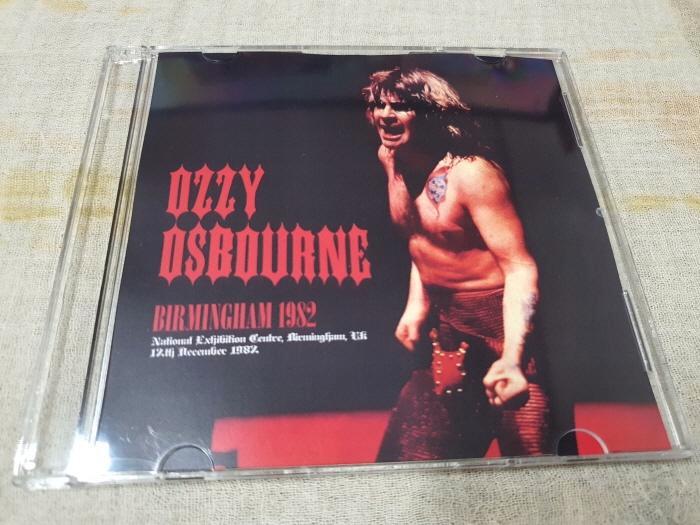 OZZY
OSBOURNE
BIRMINGHAM 1982
National Exhibition Centre, Birmingham, UK
12th December 1982